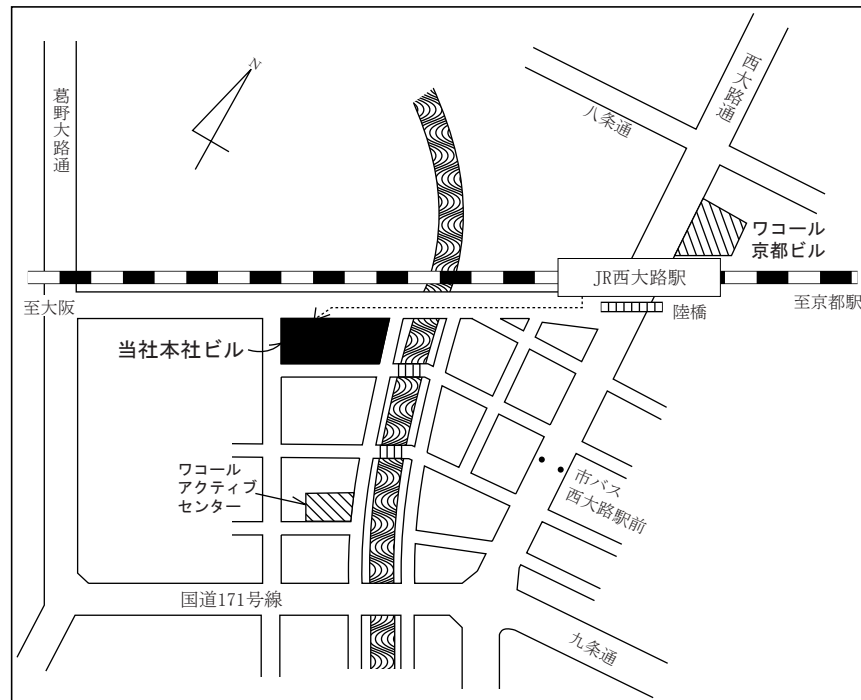 N
葛野大路通
西大路通
八条通
ワコール
京都ビル
JR西大路駅
至大阪
陸橋
至京都駅
当社本社ビル
ワコール
アクティブ
センター
市バス
西大路駅前
国道171号線
九条通